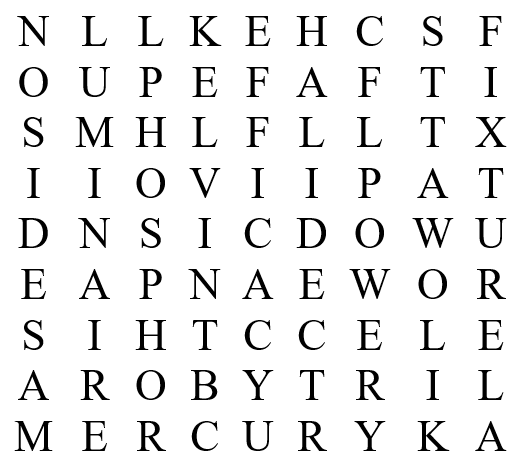 N L L K E H C S F
O U P E F A F T I
S M H L F L L T X
I I O V I I P A T
D N S I C D O W U
E A P N A E W O R
S I H T C C E L E
A R O B Y T R I L
M E R C U R Y K A